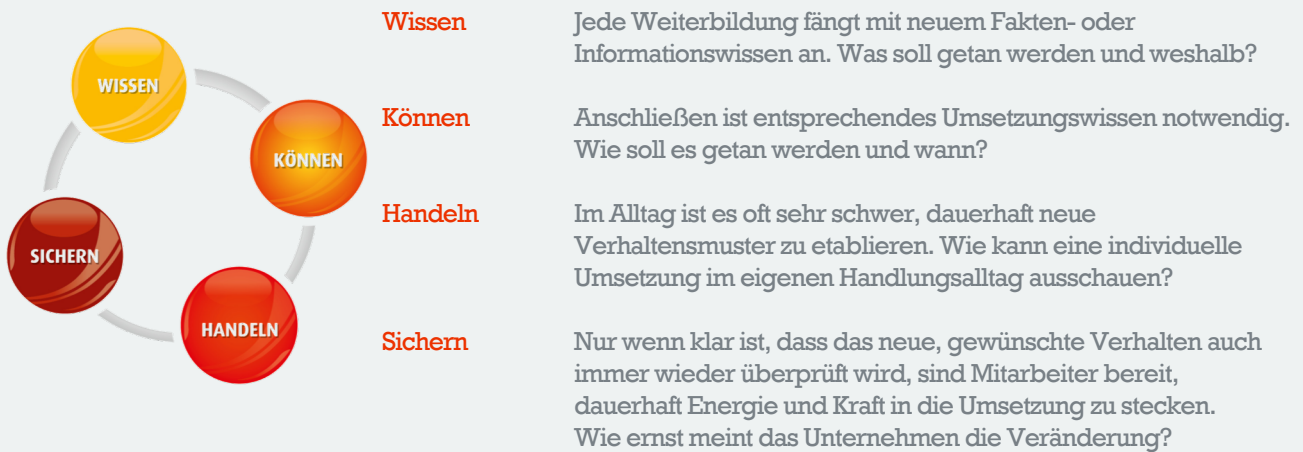 WISSEN
KÖNNEN
HANDELN
SICHERN
Wissen Jede Weiterbildung fängt mit neuem Fakten- oder
Informationswissen an. Was soll getan werden und weshalb?
Können Anschließen ist entsprechendes Umsetzungswissen notwendig.
Wie soll es getan werden und wann?
Handeln Im Alltag ist es oft sehr schwer, dauerhaft neue
Verhaltensmuster zu etablieren. Wie kann eine individuelle
Umsetzung im eigenen Handlungsalltag ausschauen?
Sichern Nur wenn klar ist, dass das neue, gewünschte Verhalten auch
immer wieder überprüft wird, sind Mitarbeiter bereit,
dauerhaft Energie und Kraft in die Umsetzung zu stecken.
Wie ernst meint das Unternehmen die Veränderung?